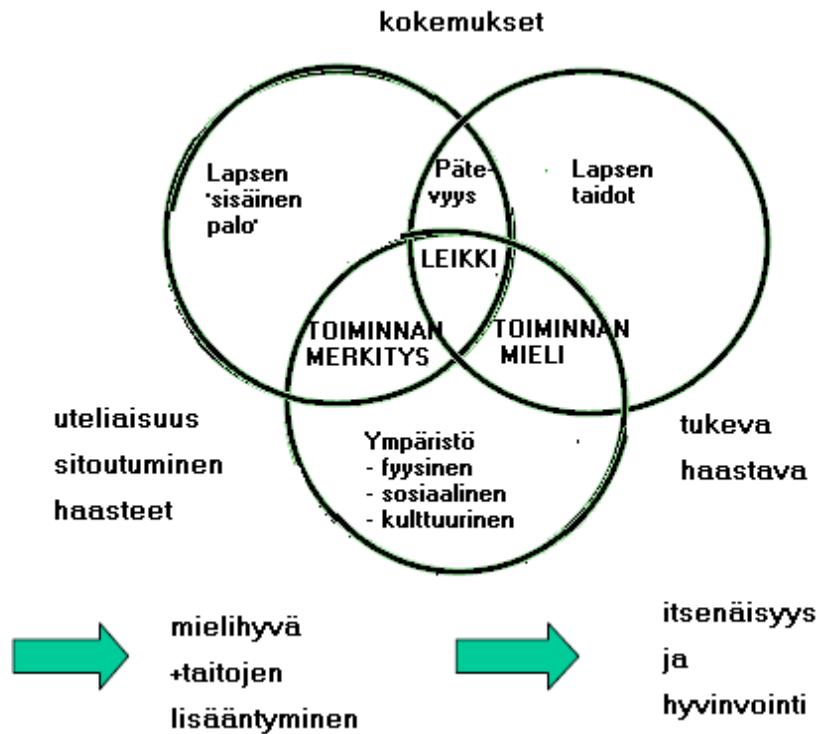 kokemukset
Lapsen
"sisäinen
palo"
Päte-
vyys
Lapsen
taidot
LEIKKI
TOIMINNAN
MERKITYS
TOIMINNAN
MIELI
uteliaisuus
sitoutuminen
haasteet
Ympäristö
- fyysinen
- sosiaalinen
- kulttuurinen
tukeva
haastava
mielihyvä
+taitojen
lisääntyminen
itsenäisyys
ja
hyvinvointi